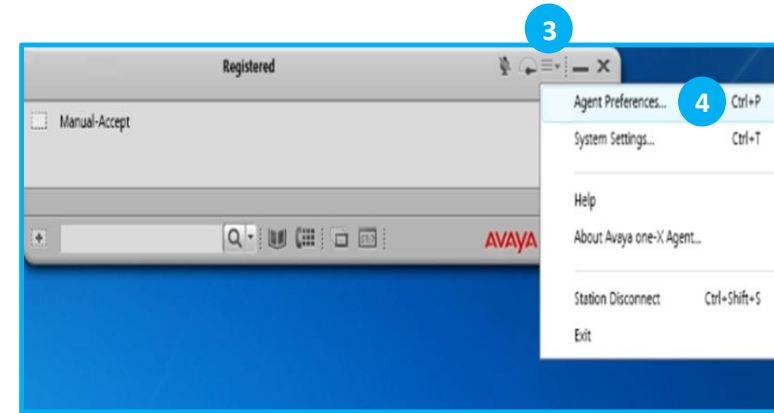 3
Registered
Manual-Accept
AVAYA
Agent Preferences... 4 Ctrl+P
System Settings... Ctrl+T
Help
About Avaya one-X Agent...
Station Disconnect Ctrl+Shift+S
Exit